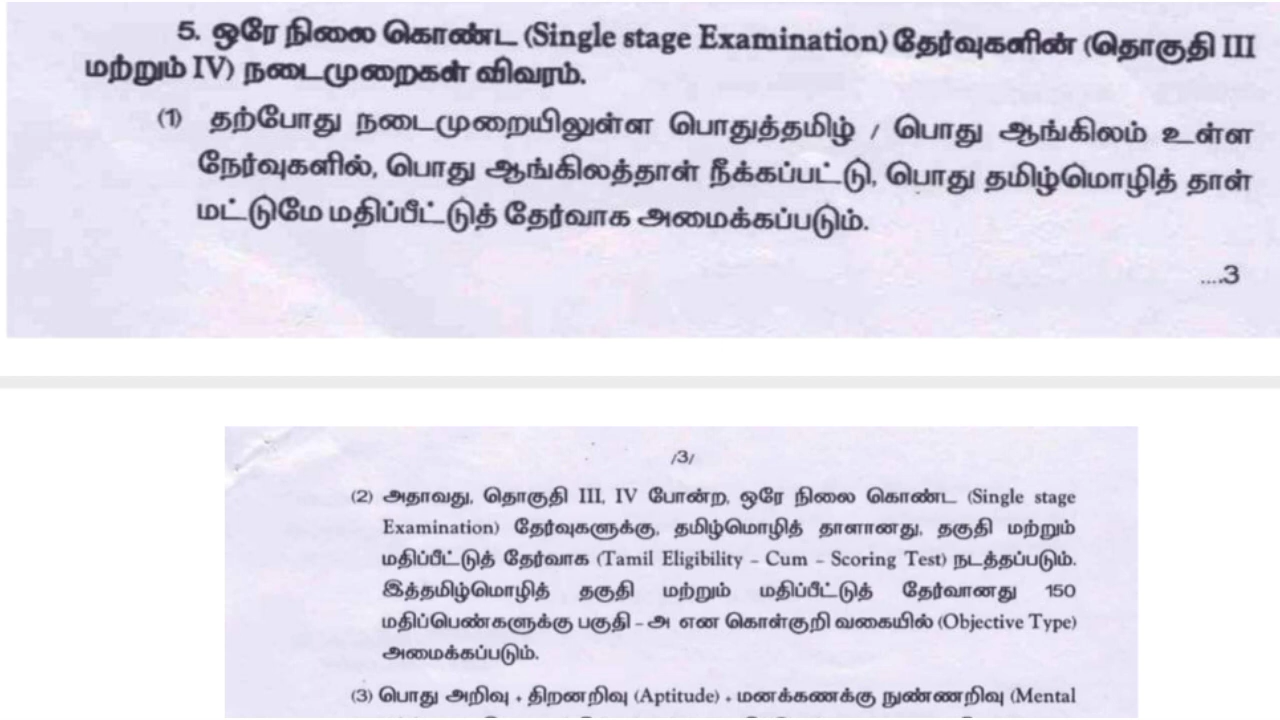 5. ஒரே நிலை கொண்ட (Single stage Examination) தேர்வுகளின் (தொகுதி III
மற்றும் IV) நடைமுறைகள் விவரம்.
(1) தற்போது நடைமுறையிலுள்ள பொதுத்தமிழ் / பொது ஆங்கிலம் உள்ள
நேர்வுகளில், பொது ஆங்கிலத்தாள் நீக்கப்பட்டு, பொது தமிழ்மொழித் தாள்
மட்டுமே மதிப்பீட்டுத் தேர்வாக அமைக்கப்படும்.
....3
/3/
(2) அதாவது, தொகுதி III, IV போன்ற, ஒரே நிலை கொண்ட (Single stage
Examination) தேர்வுகளுக்கு, தமிழ்மொழித் தாளானது, தகுதி மற்றும்
மதிப்பீட்டுத் தேர்வாக (Tamil Eligibility – Cum – Scoring Test) நடத்தப்படும்.
இத்தமிழ்மொழித் தகுதி மற்றும் மதிப்பீட்டுத் தேர்வானது 150
மதிப்பெண்களுக்கு பகுதி – அ என கொள்குறி வகையில் (Objective Type)
அமைக்கப்படும்.
(3) பொது அறிவு + திறனறிவு (Aptitude) + மனக்கணக்கு நுண்ணறிவு (Mental